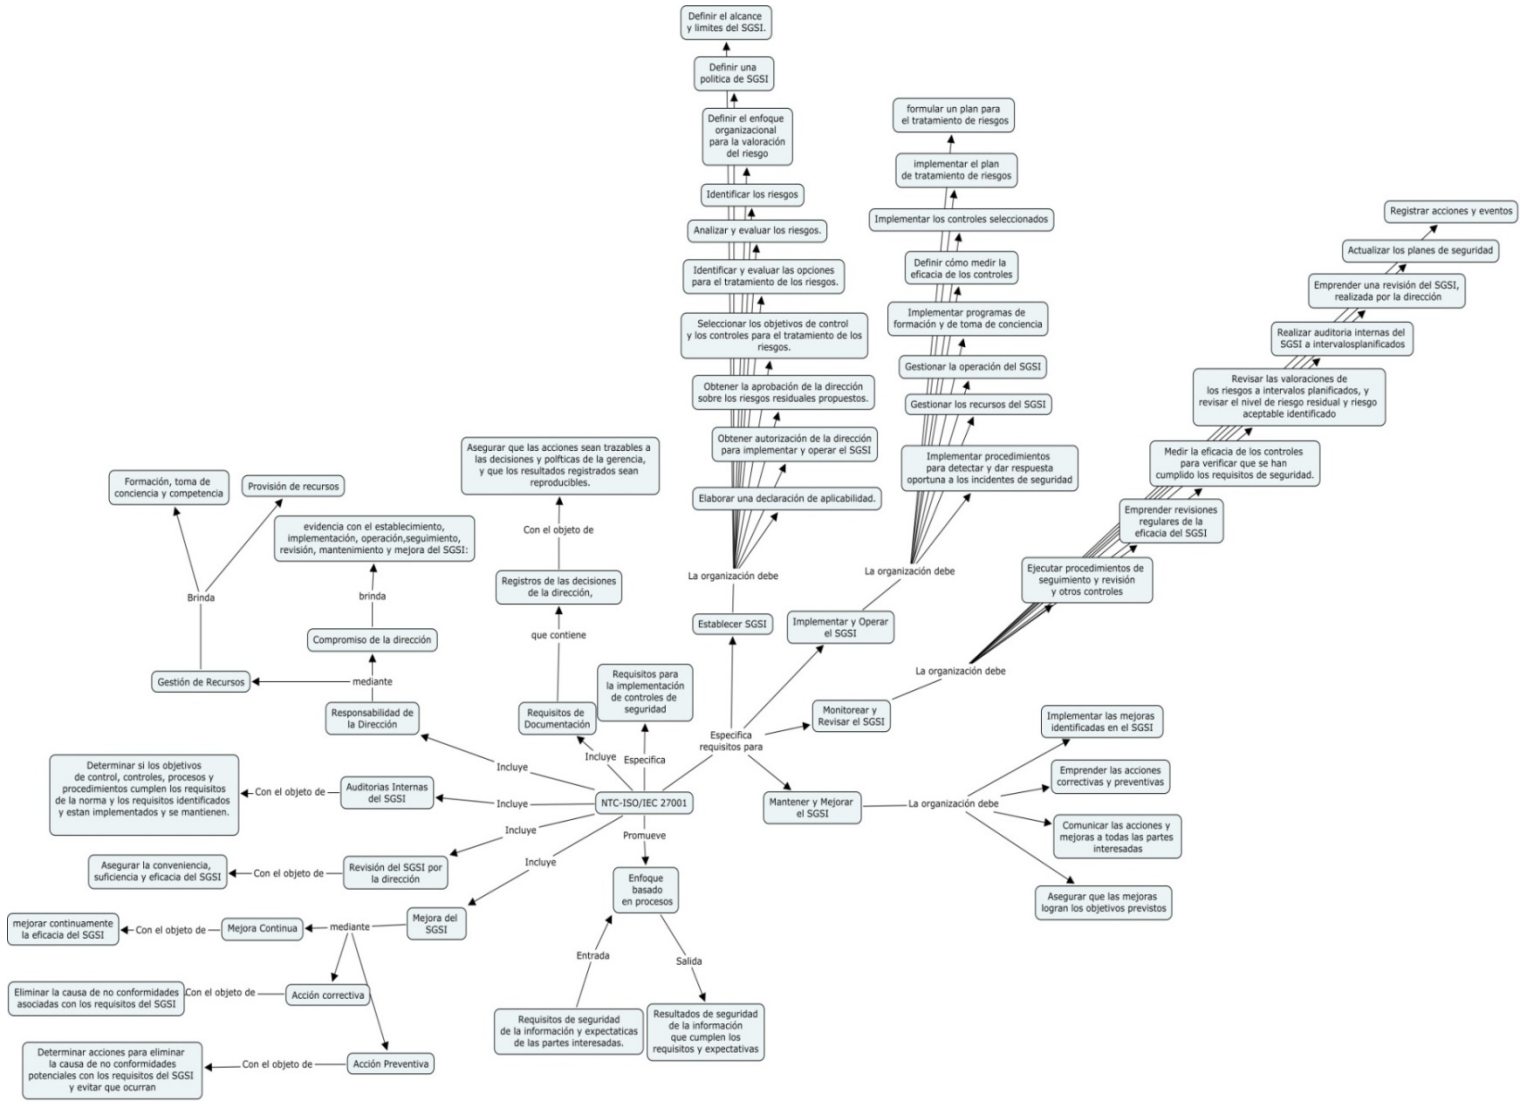 Definir el alcance
y limites del SGSI.
Definir una
politica de SGSI
Definir el enfoque
organizacional
para la valoración
del riesgo
Identificar los riesgos
Analizar y evaluar los riesgos.
Identificar y evaluar las opciones
para el tratamiento de los riesgos.
Seleccionar los objetivos de control
y los controles para el tratamiento de los
riesgos.
Obtener la aprobación de la dirección
sobre los riesgos residuales propuestos.
Obtener autorización de la dirección
para implementar y operar el SGSI
Elaborar una declaración de aplicabilidad.
La organización debe
Establecer SGSI
formular un plan para
el tratamiento de riesgos
implementar el plan
de tratamiento de riesgos
Implementar los controles seleccionados
Definir cómo medir la
eficacia de los controles
Implementar programas de
formación y de toma de conciencia
Gestionar la operación del SGSI
Gestionar los recursos del SGSI
Implementar procedimientos
para detectar y dar respuesta
oportuna a los incidentes de seguridad
La organización debe
Implementar y Operar
el SGSI
Registrar acciones y eventos
Actualizar los planes de seguridad
Emprender una revisión del SGSI,
realizada por la dirección
Realizar auditoria internas del
SGSI a intervalosplanificados
Revisar las valoraciones de
los riesgos a intervalos planificados, y
revisar el nivel de riesgo residual y riesgo
aceptable identificado
Medir la eficacia de los controles
para verificar que se han
cumplido los requisitos de seguridad.
Emprender revisiones
regulares de la
eficacia del SGSI
Ejecutar procedimientos de
seguimiento y revisión
y otros controles
La organización debe
Monitorear y
Revisar el SGSI
Asegurar que las acciones sean trazables a
las decisiones y polfticas de la gerencia,
y que los resultados registrados sean
reproducibles.
Con el objeto de
Registros de las decisiones
de la dirección,
que contiene
Requisitos de
Documentación
Incluye
Requisitos para
la implementación
de controles de
seguridad
Especifica
Especifica
requisitos para
Formación, toma de
conciencia y competencia
Provisión de recursos
Brinda
Gestión de Recursos
evidencia con el establecimiento,
implementación, operación,seguimiento,
revisión, mantenimiento y mejora del SGSI:
brinda
Compromiso de la dirección
mediante
Responsabilidad de
la Dirección
Incluye
Determinar si los objetivos
de control, controles, procesos y
procedimientos cumplen los requisitos
de la norma y los requisitos identificados
y estan implementados y se mantienen.
Con el objeto de
Auditorias Internas
del SGSI
Incluye
NTC-ISO/IEC 27001
Asegurar la conveniencia,
suficiencia y eficacia del SGSI
Con el objeto de
Revisión del SGSI por
la dirección
Incluye
mejorar continuamente
la eficacia del SGSI
Con el objeto de
Mejora Continua
mediante
Mejora del
SGSI
Incluye
Eliminar la causa de no conformidades
asociadas con los requisitos del SGSI
Con el objeto de
Acción correctiva
Determinar acciones para eliminar
la causa de no conformidades
potenciales con los requisitos del SGSI
y evitar que ocurran
Con el objeto de
Acción Preventiva
Promueve
Enfoque
basado
en procesos
Entrada
Salida
Requisitos de seguridad
de la información y expectaticas
de las partes interesadas.
Resultados de seguridad
de la información
que cumplen los
requisitos y expectativas
Mantener y Mejorar
el SGSI
La organización debe
Implementar las mejoras
identificadas en el SGSI
Emprender las acciones
correctivas y preventivas
Comunicar las acciones y
mejoras a todas las partes
interesadas
Asegurar que las mejoras
logran los objetivos previstos